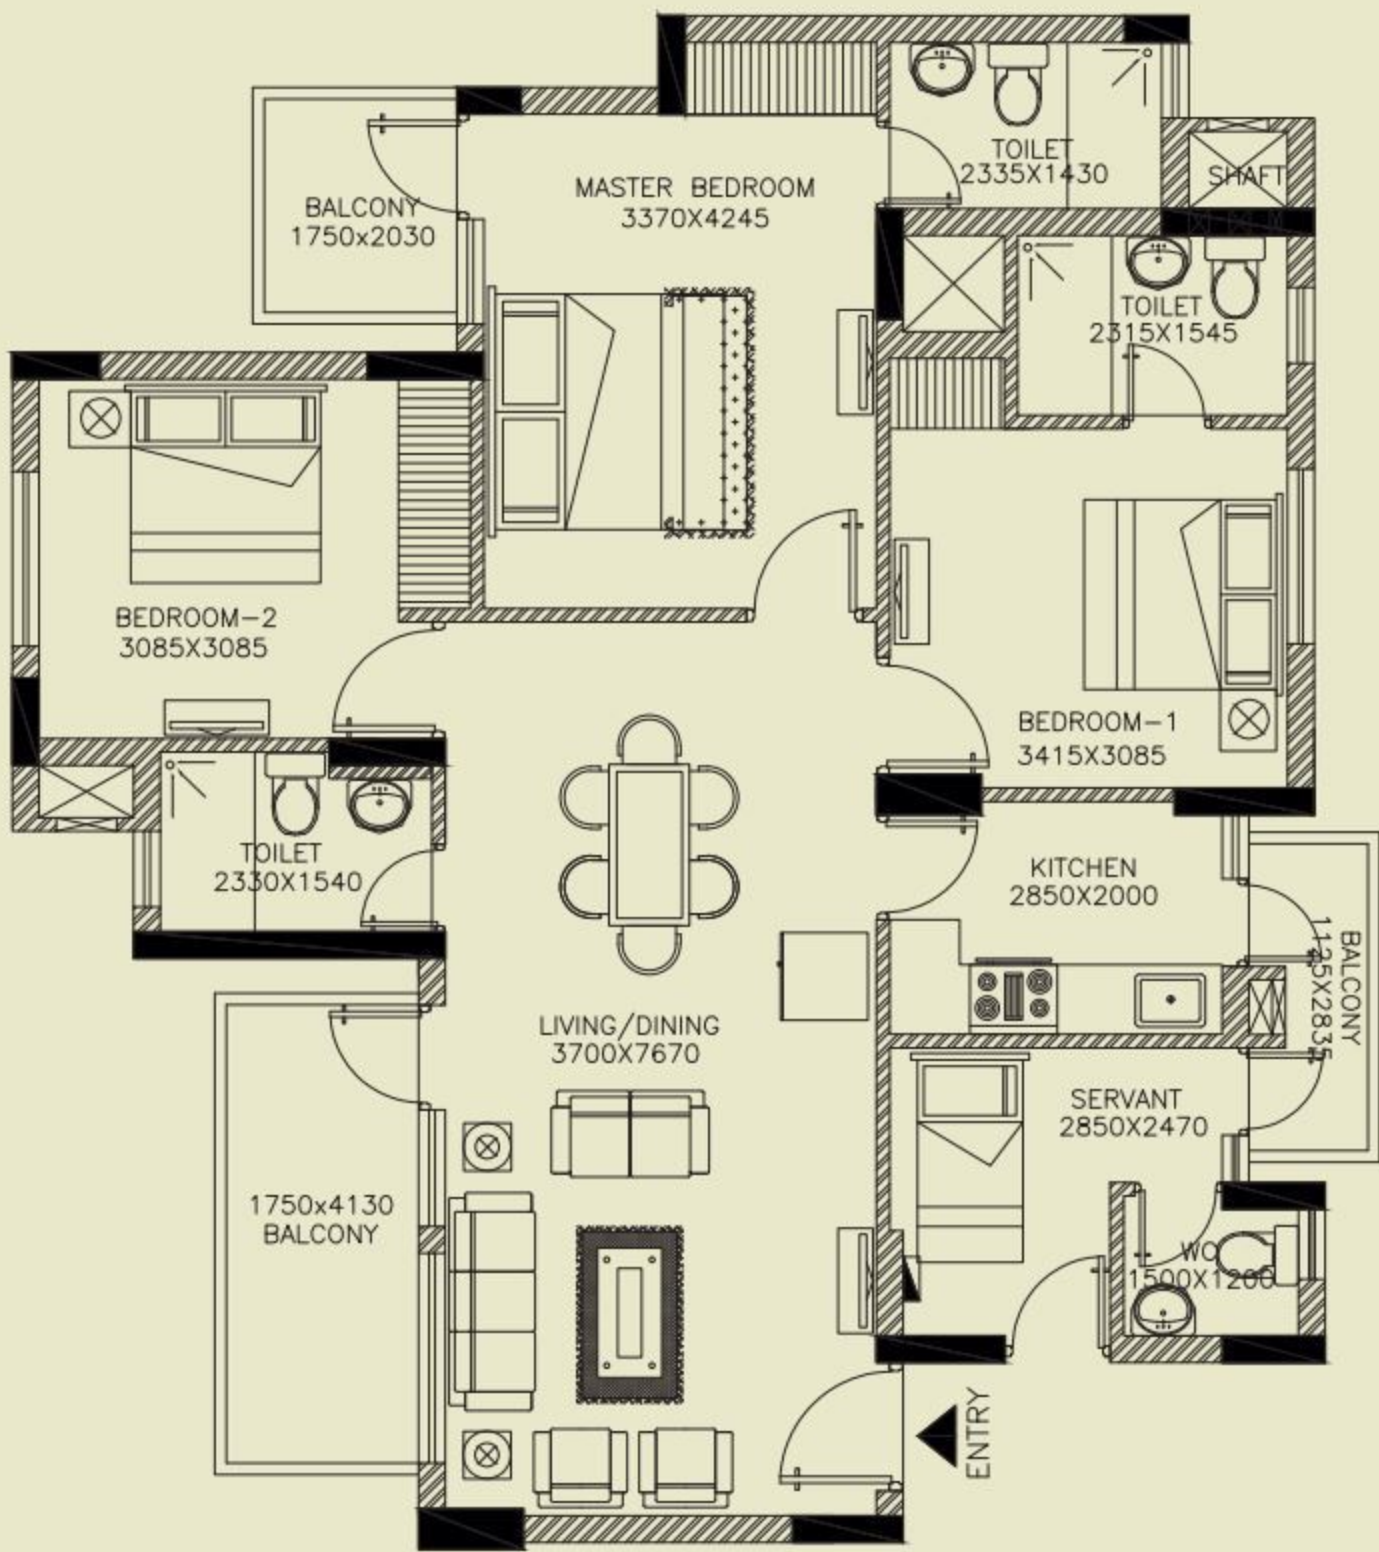 TOILET
2335X1430
SHAFT
MASTER BEDROOM
3370X4245
BALCONY
1750x2030
TOILET
2315X1545
BEDROOM-2
3085X3085
BEDROOM-1
3415X3085
TOILET
2330X1540
KITCHEN
2850X2000
BALCONY
1125X2835
LIVING/DINING
3700X7670
SERVANT
2850X2470
1750x4130
BALCONY
WC
1500X1200
ENTRY